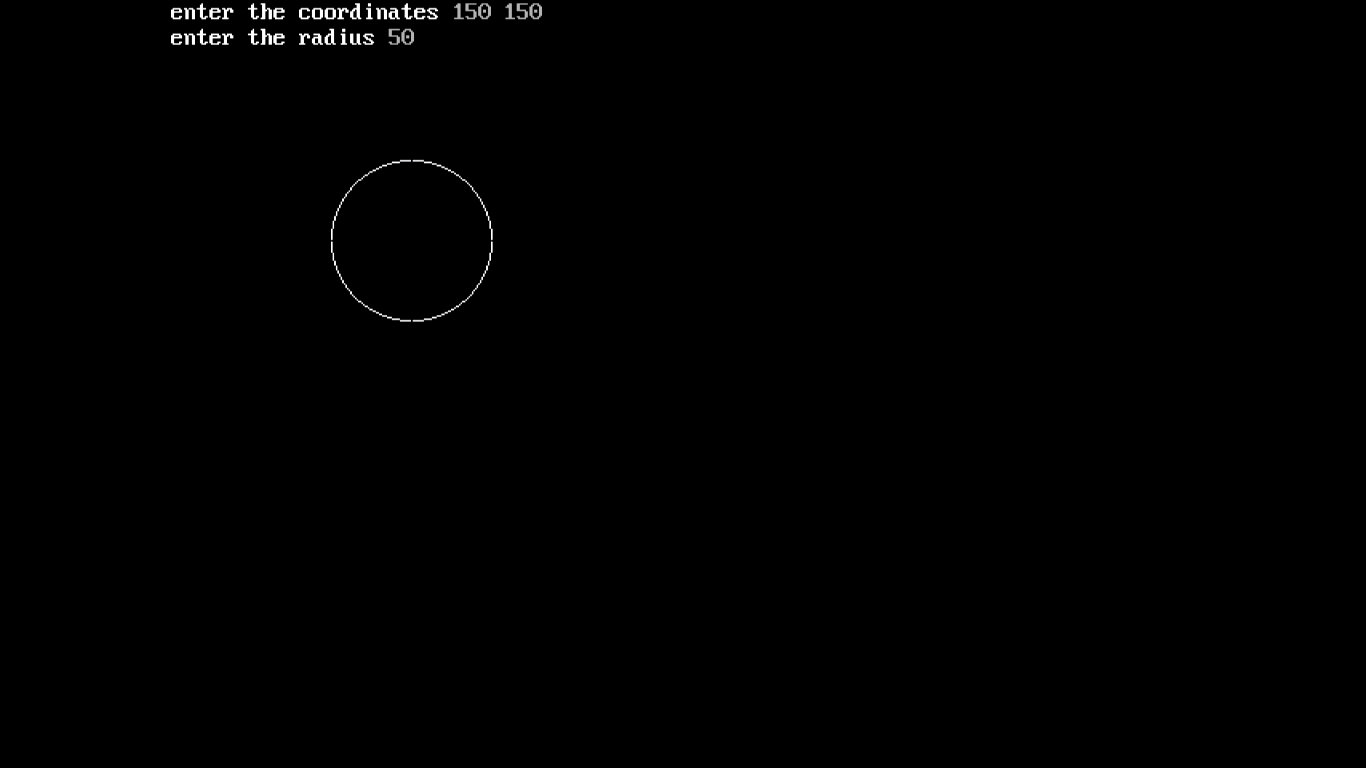 enter the coordinates 150 150
enter the radius 50